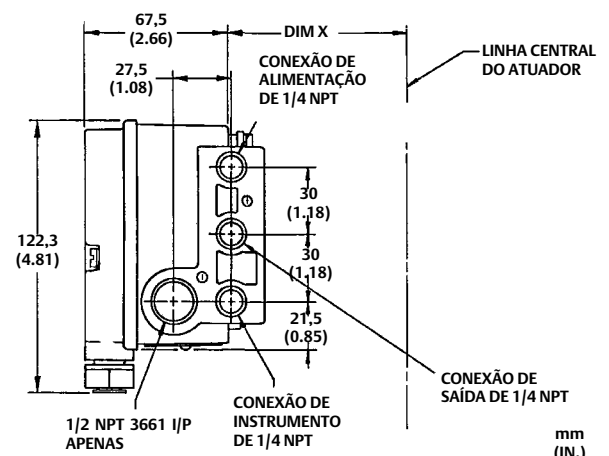 67,5
(2.66)
DIM X
27,5
(1.08)
CONEXÃO DE
ALIMENTAÇÃO
DE 1/4 NPT
LINHA CENTRAL
DO ATUADOR
122,3
(4.81)
30
(1.18)
30
(1.18)
21,5
(0.85)
1/2 NPT 3661 I/P
APENAS
CONEXÃO DE
INSTRUMENTO
DE 1/4 NPT
CONEXÃO DE
SAÍDA DE 1/4 NPT
mm
(IN.)